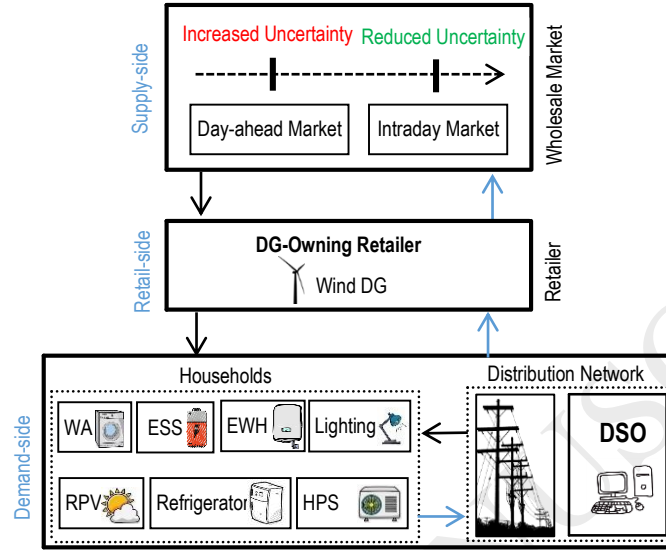 Increased Uncertainty
Reduced Uncertainty
Supply-side
Day-ahead Market
Intraday Market
Wholesale Market
Retail-side
DG-Owning Retailer
Wind DG
Retailer
Demand-side
Households
Distribution Network
WA
ESS
EWH
Lighting
DSO
RPV
Refrigerator
HPS